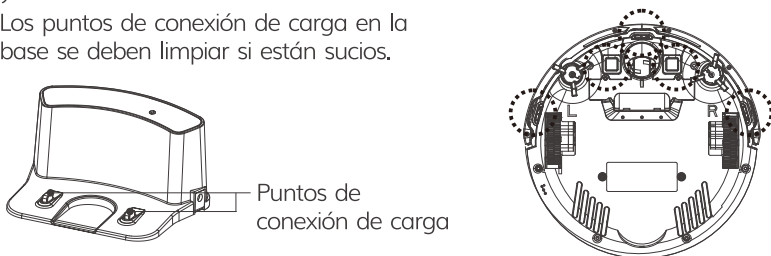 Los puntos de conexión de carga en la
base se deben limpiar si están sucios.
Puntos de
conexión de carga
L
R